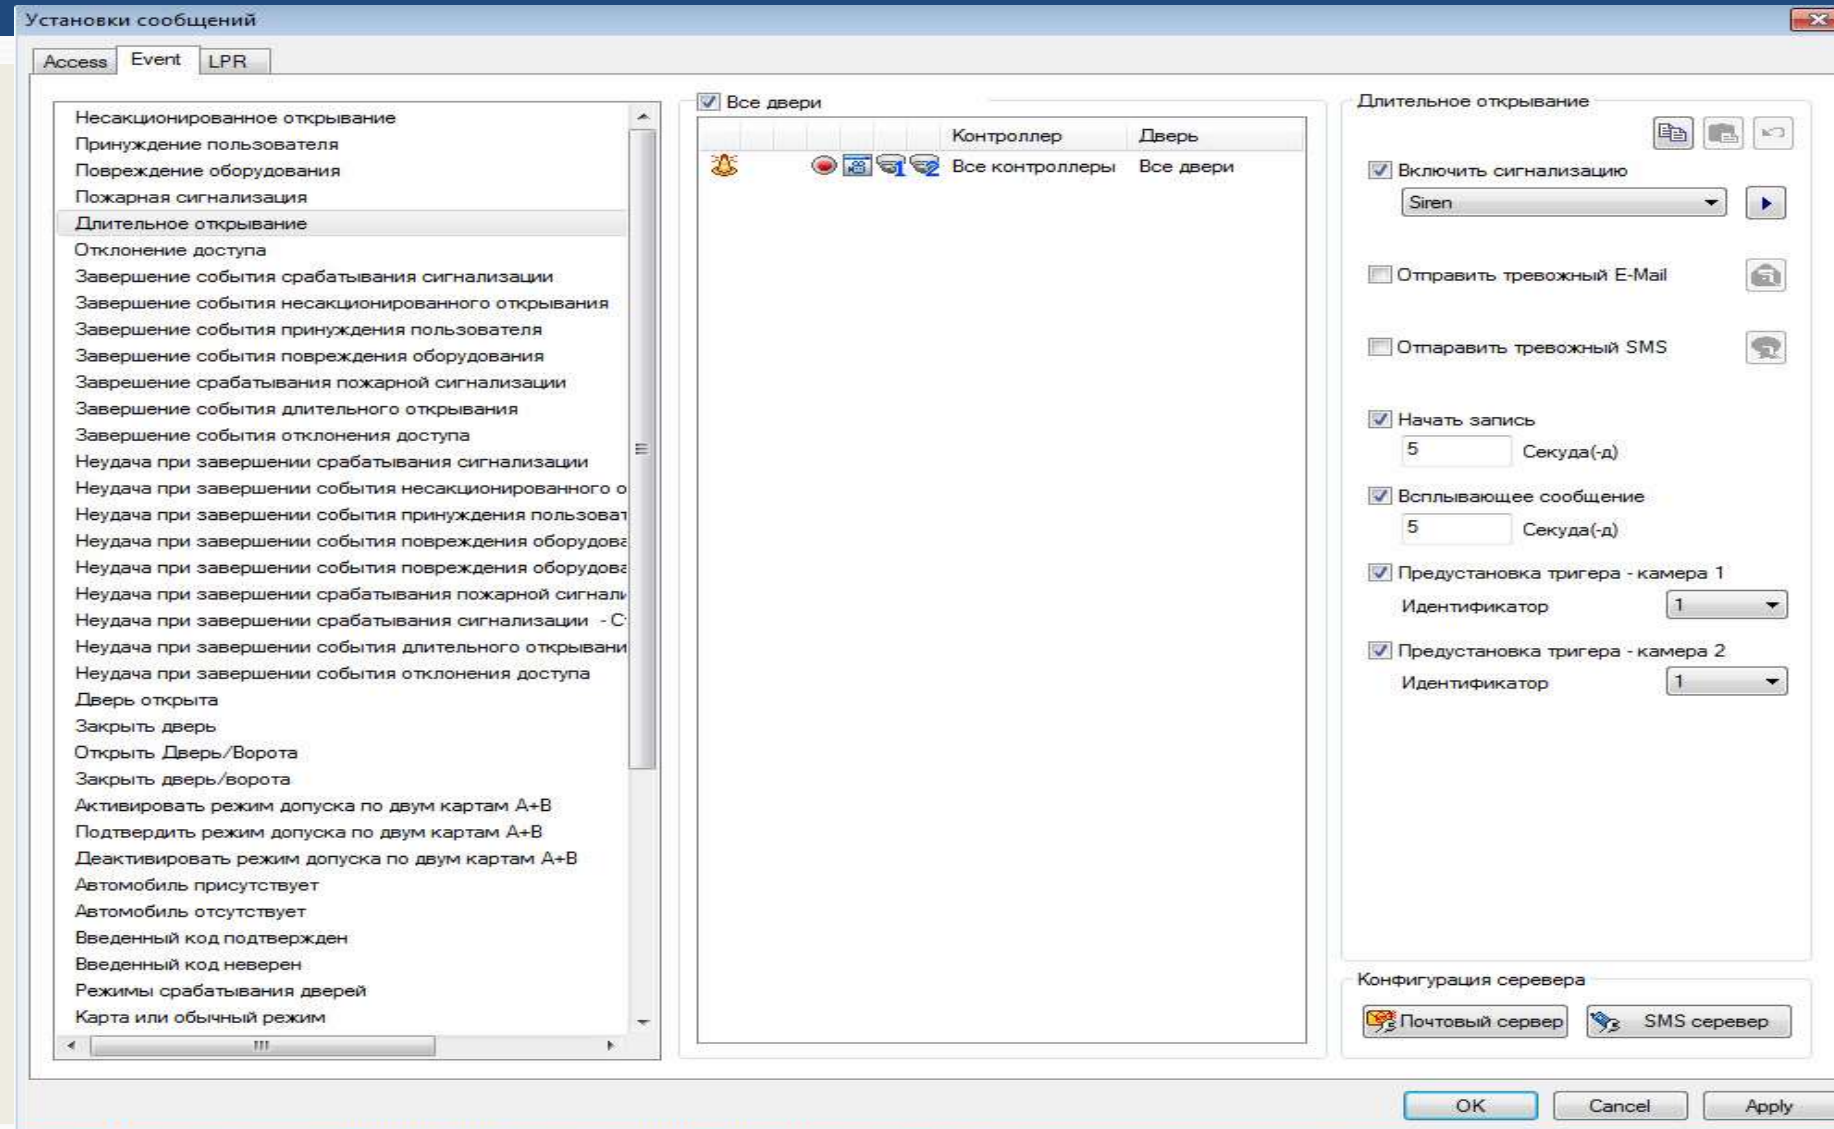 Установки сообщений
Access Event LPR
Несакционированное открывание
Принуждение пользователя
Повреждение оборудования
Пожарная сигнализация
Длительное открывание
Отклонение доступа
Завершение события срабатывания сигнализации
Завершение события несакционированного открывания
Завершение события принуждения пользователя
Завершение события повреждения оборудования
Заврешение срабатывания пожарной сигнализации
Завершение события длительного открывания
Завершение события отклонения доступа
Неудача при завершении срабатывания сигнализации
Неудача при завершении события несакционированного о
Неудача при завершении события принуждения пользоват
Неудача при завершении события повреждения оборудова
Неудача при завершении события повреждения оборудова
Неудача при завершении срабатывания пожарной сигнали
Неудача при завершении срабатывания сигнализации - С
Неудача при завершении события длительного открывани
Неудача при завершении события отклонения доступа
Дверь открыта
Закрыть дверь
Открыть Дверь/Ворота
Закрыть дверь/ворота
Активировать режим допуска по двум картам А+В
Подтвердить режим допуска по двум картам А+В
Деактивировать режим допуска по двум картам А+В
Автомобиль присутствует
Автомобиль отсутствует
Введенный код подтвержден
Введенный код неверен
Режимы срабатывания дверей
Карта или обычный режим
Все двери
Контроллер Дверь
1 2 Все контроллеры Все двери
Длительное открывание
Включить сигнализацию
Siren
Отправить тревожный E-Mail
Отпаравить тревожный SMS
Начать запись
5 Секуда(-д)
Всплывающее сообщение
5 Секуда(-д)
Предустановка тригера - камера 1
Идентификатор 1
Предустановка тригера - камера 2
Идентификатор 1
Конфигурация серевера
Почтовый сервер SMS серевер
OK Cancel Apply